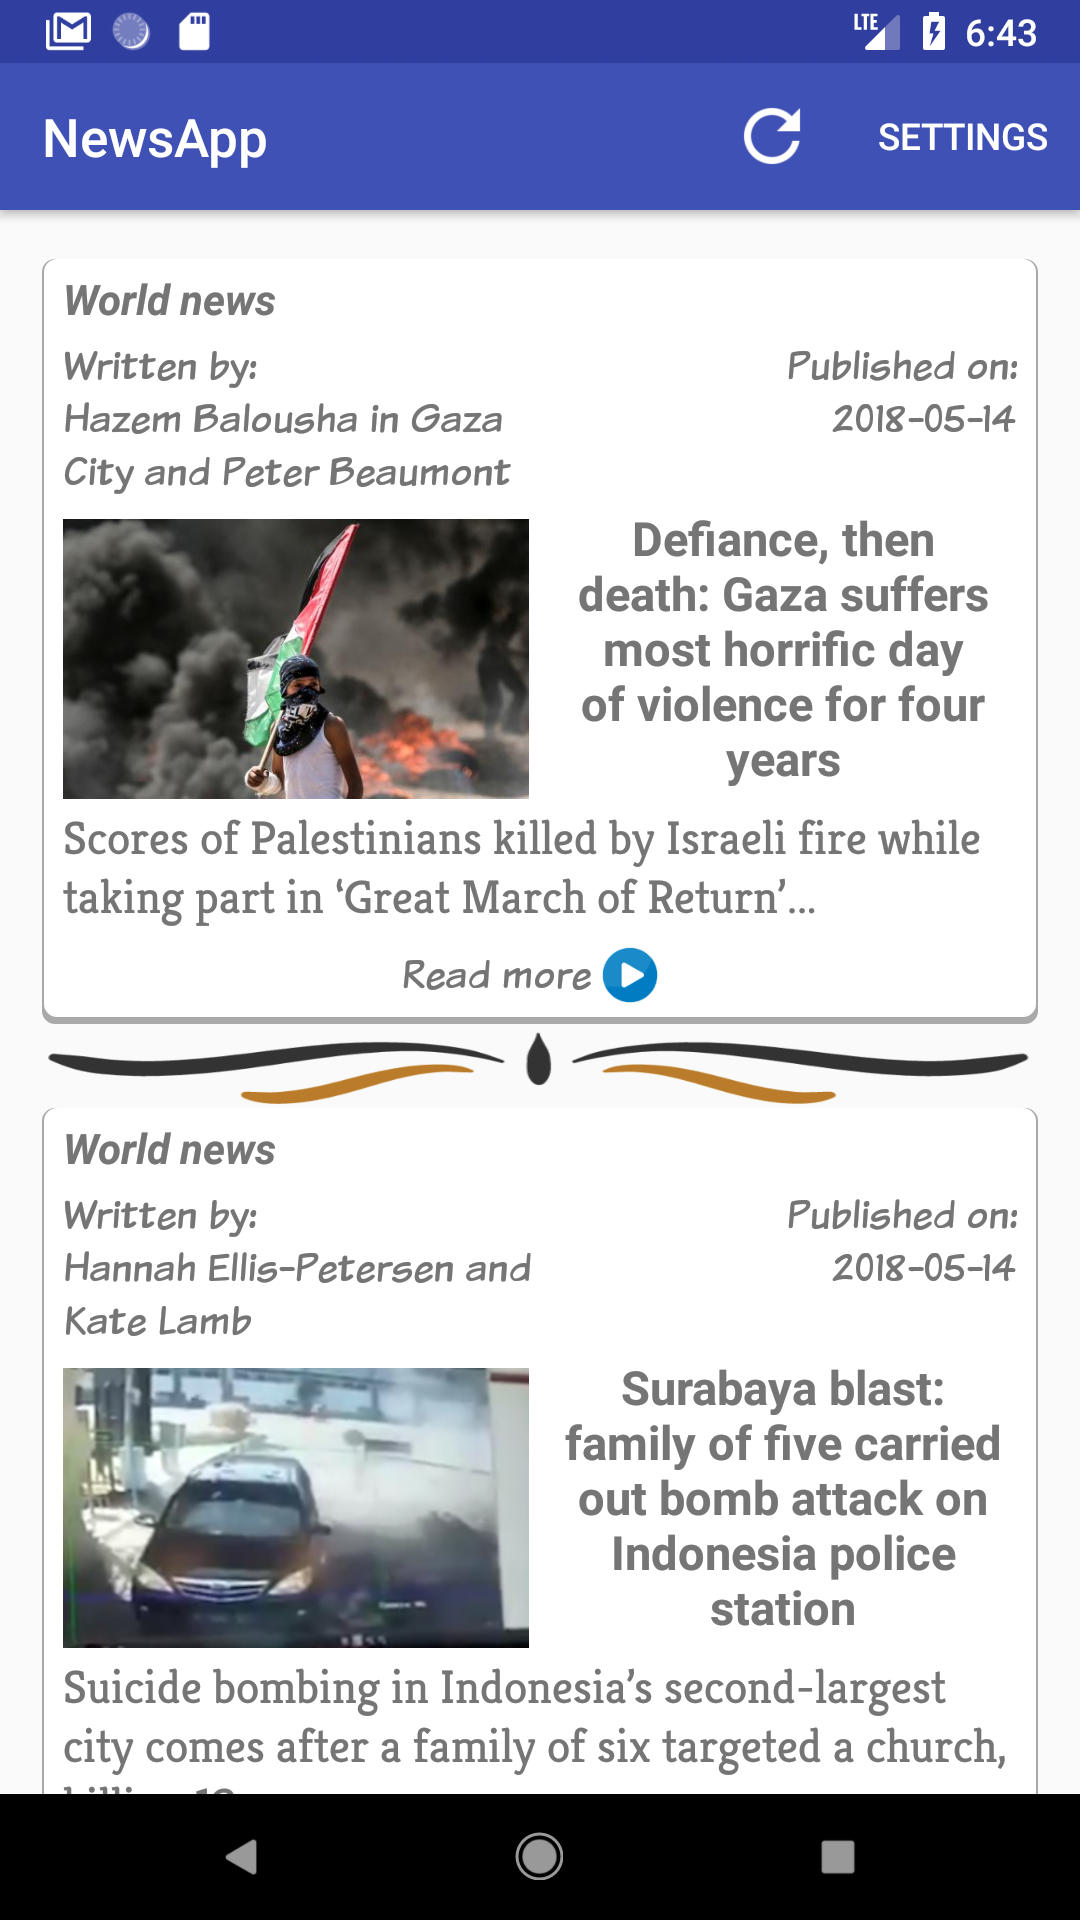 LTE 6:43
NewsApp SETTINGS
World news
Written by: Published on:
Hazem Balousha in Gaza 2018-05-14
City and Peter Beaumont
Defiance, then
death: Gaza suffers
most horrific day
of violence for four
years
Scores of Palestinians killed by Israeli fire while
taking part in ‘Great March of Return’...
Read more
World news
Written by: Published on:
Hannah Ellis-Petersen and 2018-05-14
Kate Lamb
Surabaya blast:
family of five carried
out bomb attack on
Indonesia police
station
Suicide bombing in Indonesia’s second-largest
city comes after a family of six targeted a church,